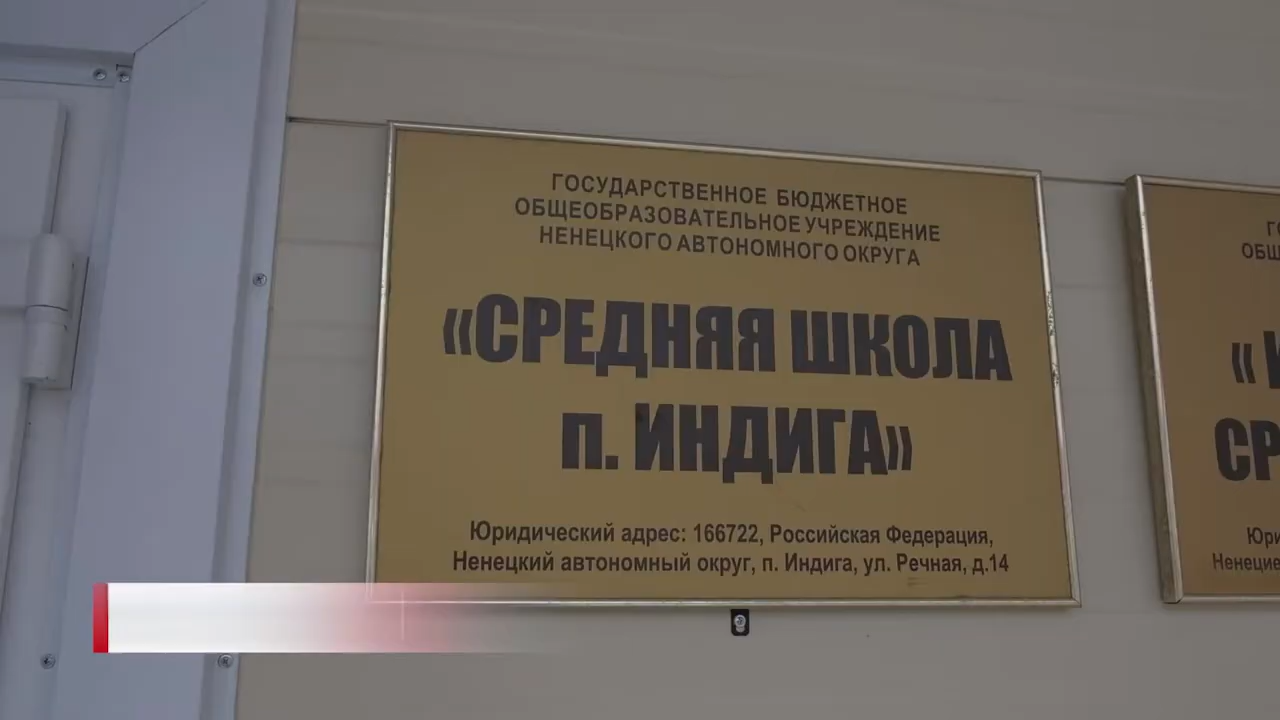 ГОСУДАРСТВЕННОЕ БЮДЖЕТНОЕ
ОБЩЕОБРАЗОВАТЕЛЬНОЕ УЧРЕЖДЕНИЕ
НЕНЕЦКОГО АВТОНОМНОГО ОКРУГА
«СРЕДНЯЯ ШКОЛА
п. ИНДИГА»
Юридический адрес: 166722, Российская Федерация,
Ненецкий автономный округ, п. Индига, ул. Речная, д.14